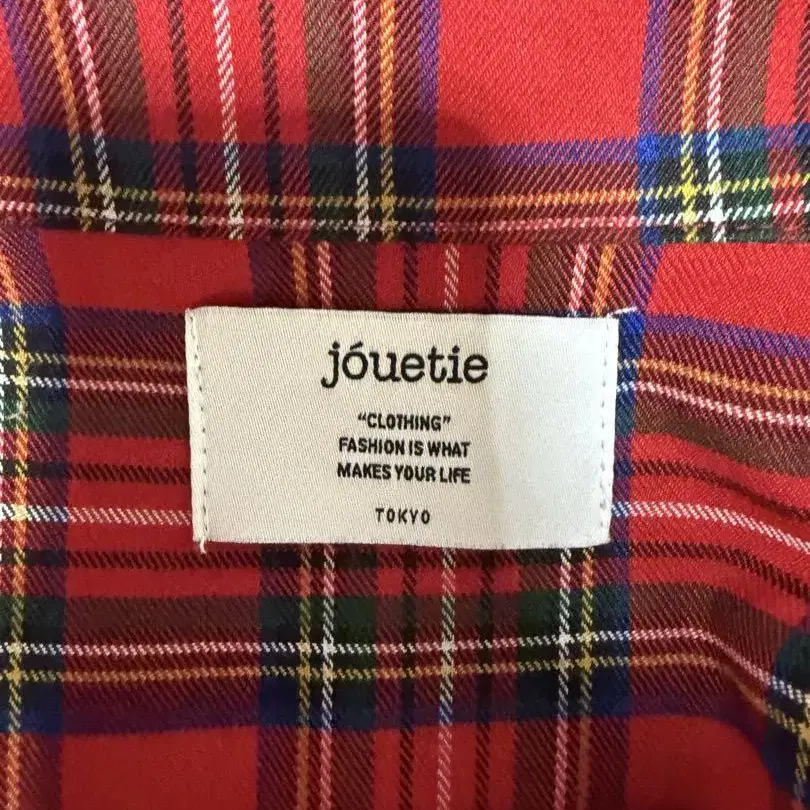 jóuetie
“CLOTHING”
FASHION IS WHAT
MAKES YOUR LIFE
TOKYO